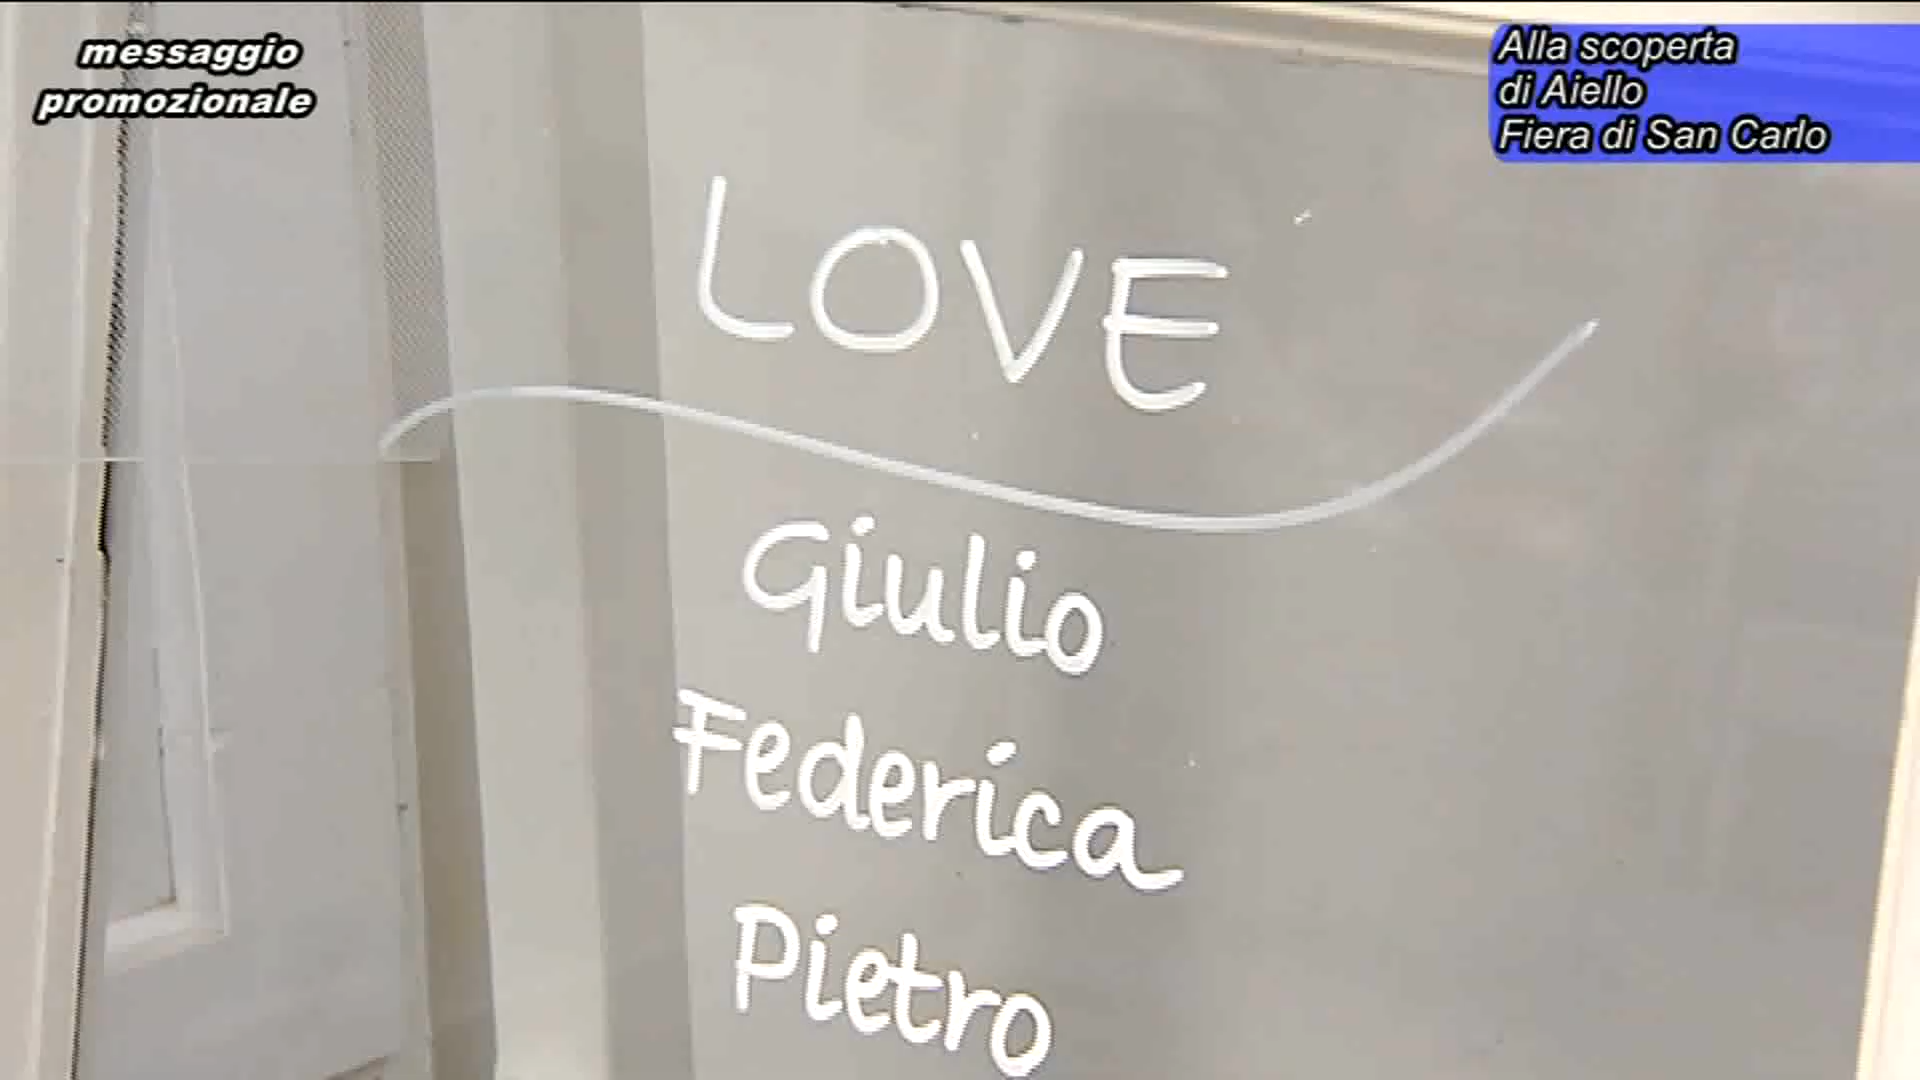 messaggio
promozionale
Alla scoperta
di Aiello
Fiera di San Carlo
LOVE
Giulio
Federica
Pietro